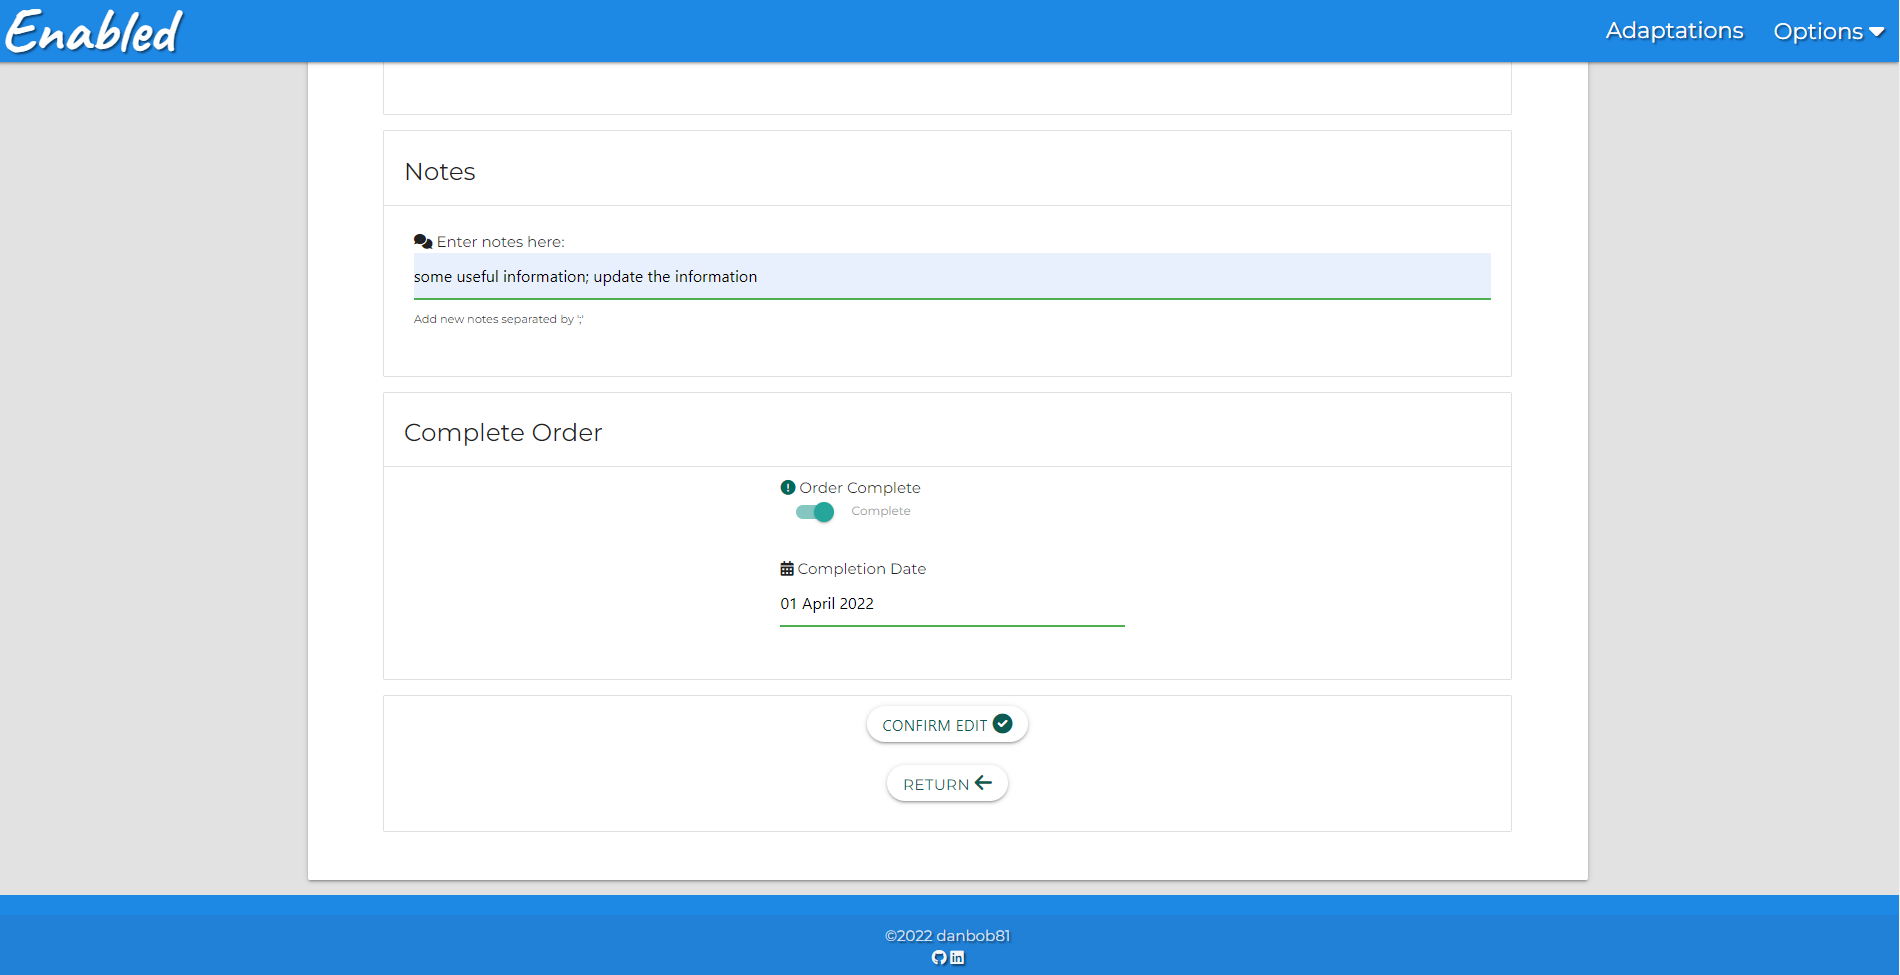 Enabled
Adaptations
Options
Notes
Enter notes here:
some useful information; update the information
Add new notes separated by ';'
Complete Order
Order Complete
Complete
Completion Date
01 April 2022
CONFIRM EDIT
RETURN
©2022 danbob81